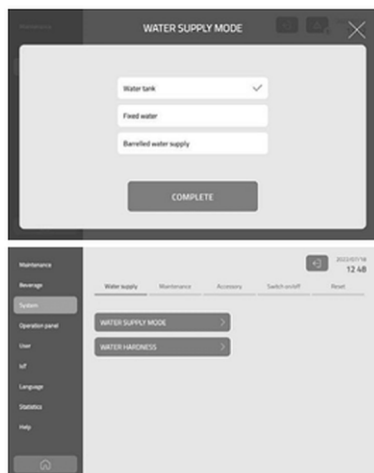 Maintenance
WATER SUPPLY MODE
Water tank
Fixed water
Barrelled water supply
COMPLETE
Maintenance
2022/07/18
12 48
Beverage
Water supply
Maintenance
Accessory
Switch on/off
Reset
System
Operation panel
WATER SUPPLY MODE
User
WATER HARDNESS
IoT
Language
Statistics
Help